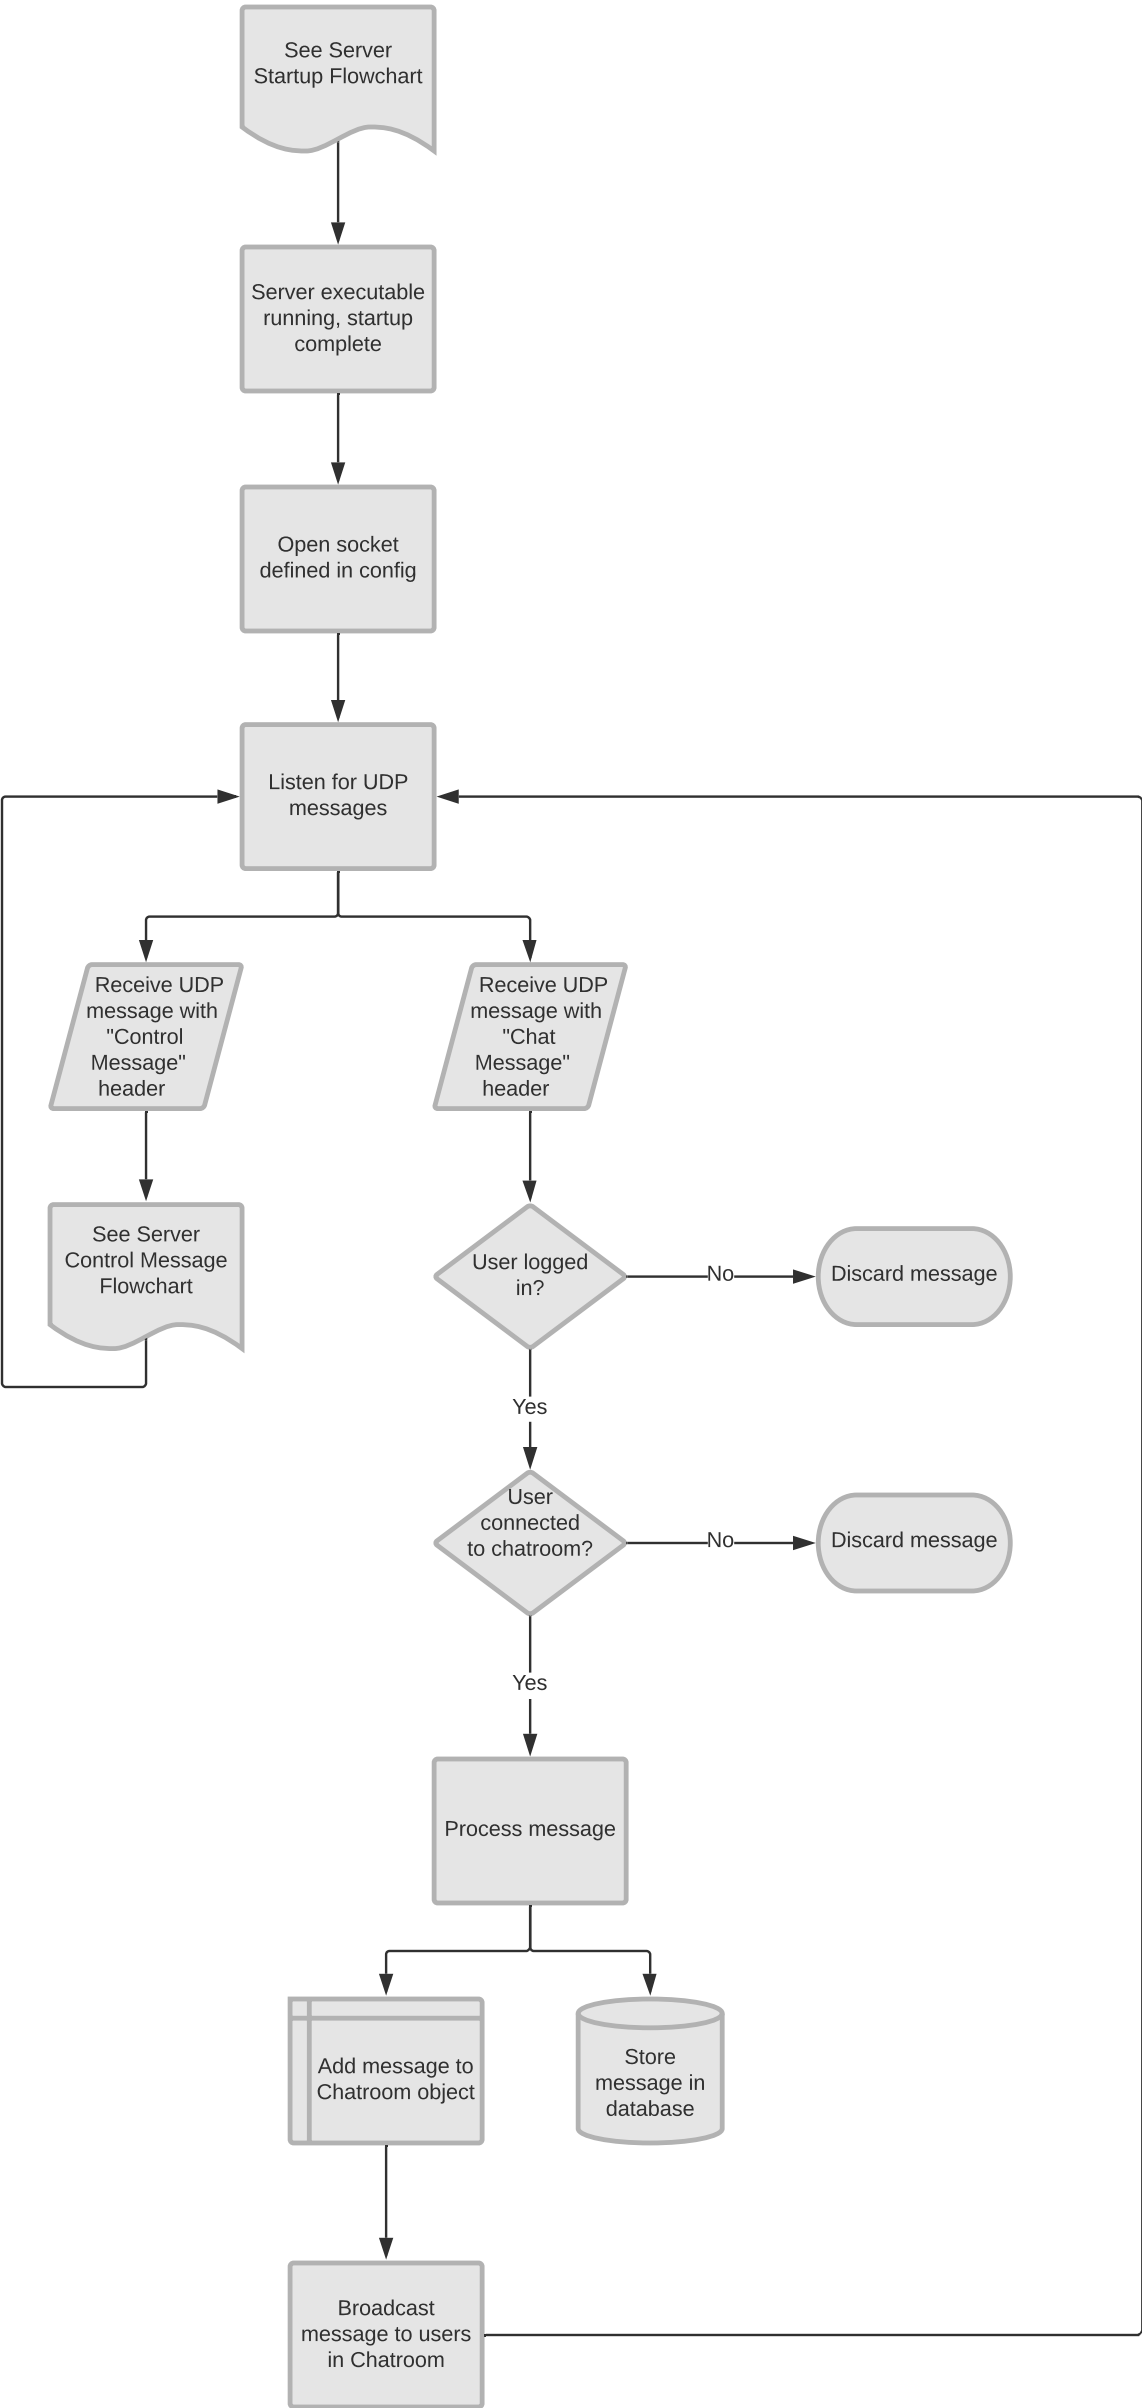 See Server
Startup Flowchart
Server executable
running, startup
complete
Open socket
defined in config
Listen for UDP
messages
Receive UDP
message with
"Control
Message"
header
Receive UDP
message with
"Chat
Message"
header
See Server
Control Message
Flowchart
User logged
in?
No
Discard message
Yes
User
connected
to chatroom?
No
Discard message
Yes
Process message
Add message to
Chatroom object
Store
message in
database
Broadcast
message to users
in Chatroom